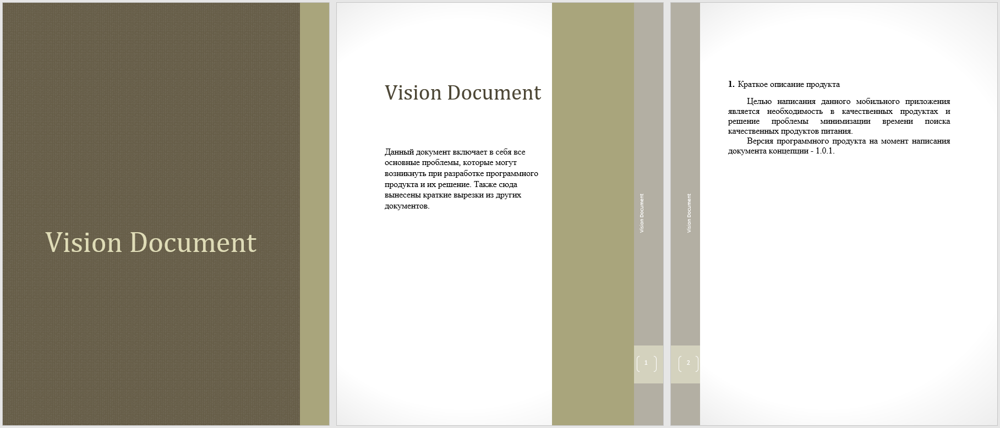 Vision Document
Vision Document
Данный документ включает в себя все
основные проблемы, которые могут
возникнуть при разработке программного
продукта и их решение. Также сюда
вынесены краткие вырезки из других
документов.
Vision Document
1
Vision Document
2
1. Краткое описание продукта
Целью написания данного мобильного приложения
является необходимость в качественных продуктах и
решение проблемы минимизации времени поиска
качественных продуктов питания.
Версия программного продукта на момент написания
документа концепции - 1.0.1.